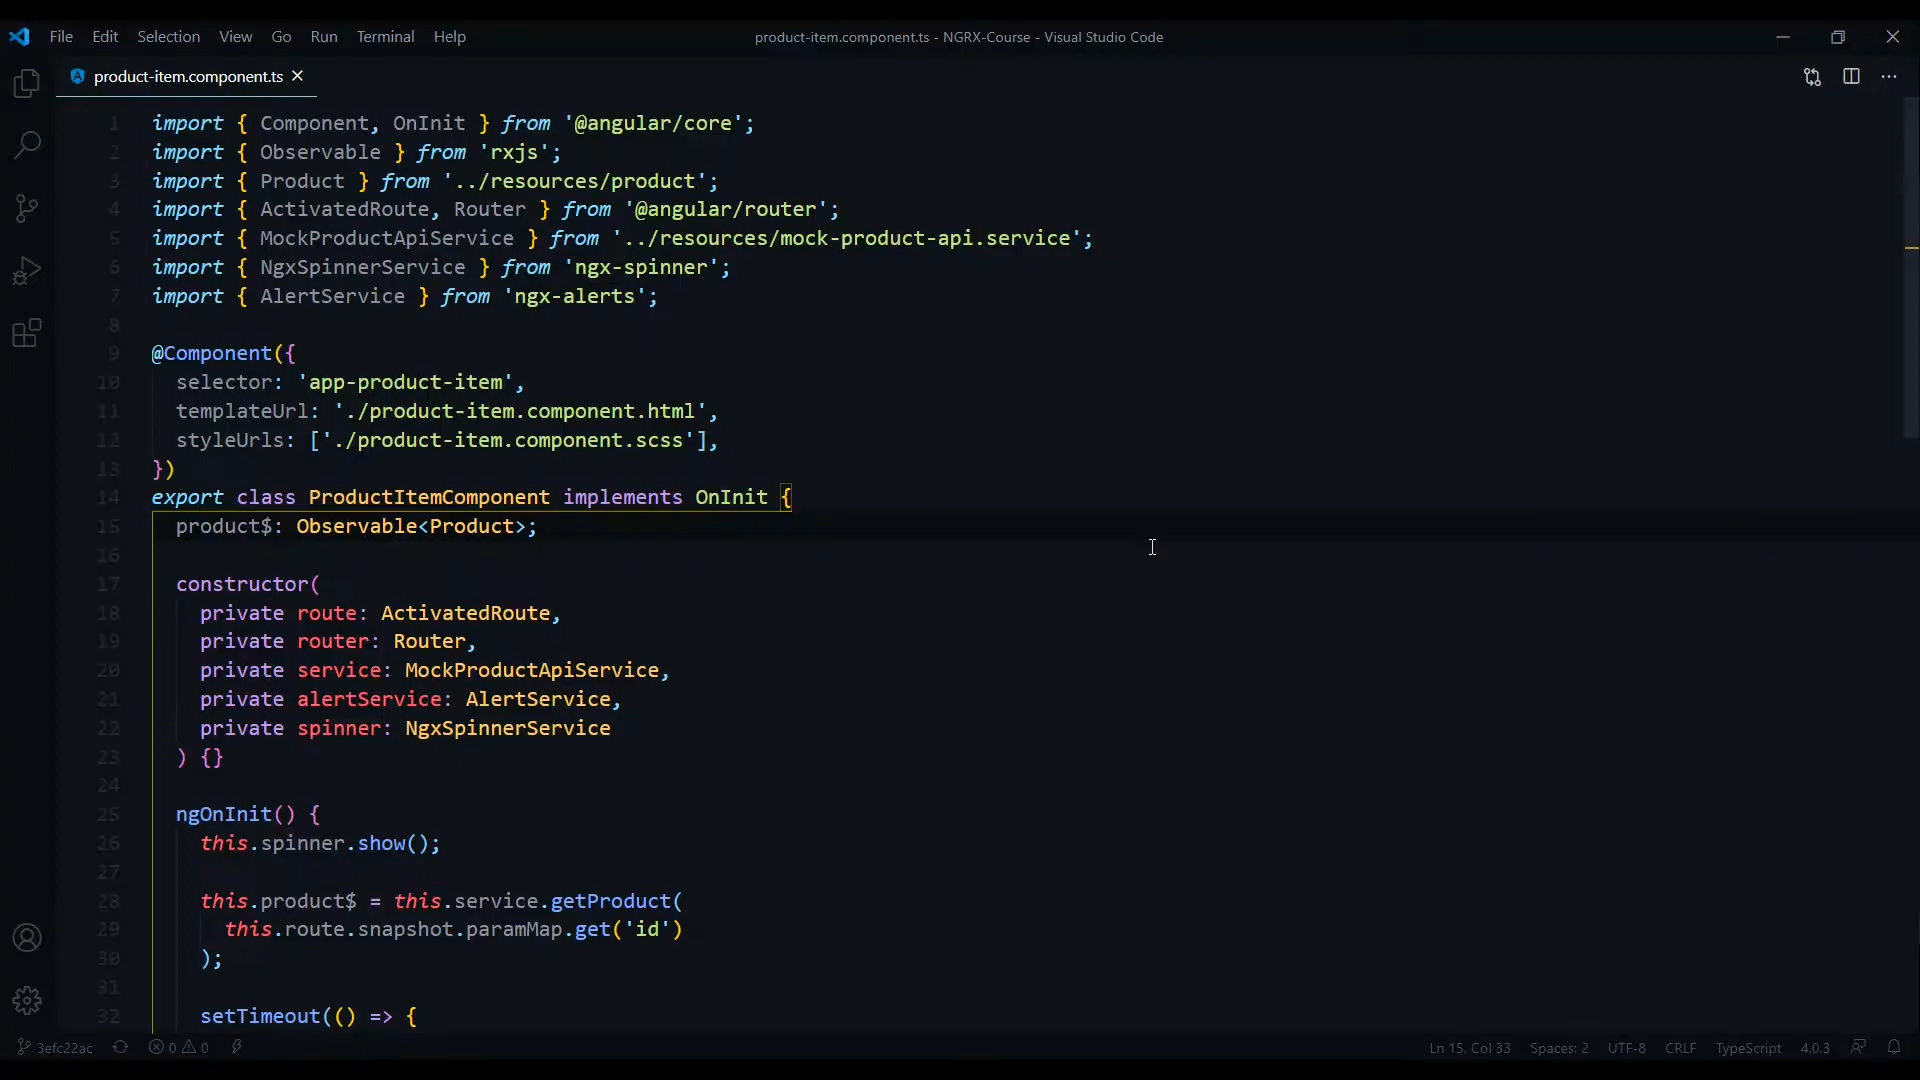 File Edit Selection View Go Run Terminal Help
product-item.component.ts - NGRX-Course - Visual Studio Code
product-item.component.ts
1 import { Component, OnInit } from '@angular/core';
2 import { Observable } from 'rxjs';
3 import { Product } from '../resources/product';
4 import { ActivatedRoute, Router } from '@angular/router';
5 import { MockProductApiService } from '../resources/mock-product-api.service';
6 import { NgxSpinnerService } from 'ngx-spinner';
7 import { AlertService } from 'ngx-alerts';
8
9 @Component({
10 selector: 'app-product-item',
11 templateUrl: './product-item.component.html',
12 styleUrls: ['./product-item.component.scss'],
13 })
14 export class ProductItemComponent implements OnInit {
15 product$: Observable<Product>;
16
17 constructor(
18 private route: ActivatedRoute,
19 private router: Router,
20 private service: MockProductApiService,
21 private alertService: AlertService,
22 private spinner: NgxSpinnerService
23 ) {}
24
25 ngOnInit() {
26 this.spinner.show();
27
28 this.product$ = this.service.getProduct(
29 this.route.snapshot.paramMap.get('id')
30 );
31
32 setTimeout(() => {
3efc22ac 0 0 Ln 15, Col 33 Spaces: 2 UTF-8 CRLF TypeScript 4.0.3